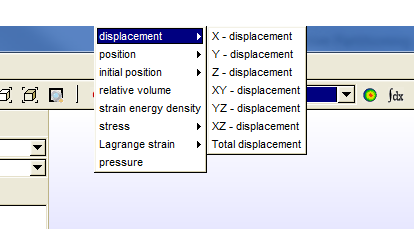 displacement
position
initial position
relative volume
strain energy density
stress
Lagrange strain
pressure
X - displacement
Y - displacement
Z - displacement
XY - displacement
YZ - displacement
XZ - displacement
Total displacement
∫dx